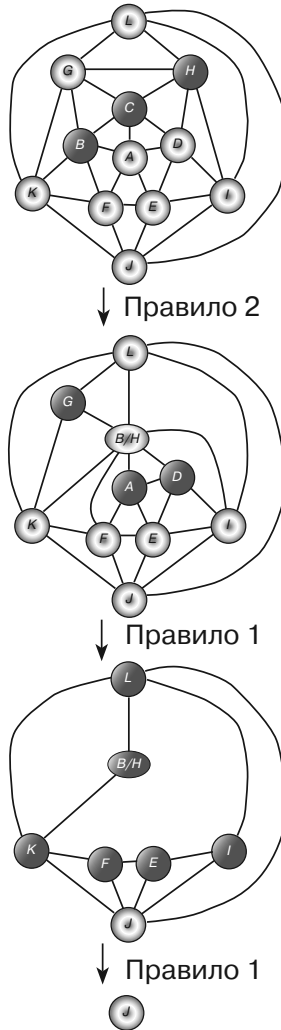 L
G H
C
B A D
K F E I
J
Правило 2
L
G
B/H
A D
K F E I
J
Правило 1
L
B/H
K F E I
J
Правило 1
J